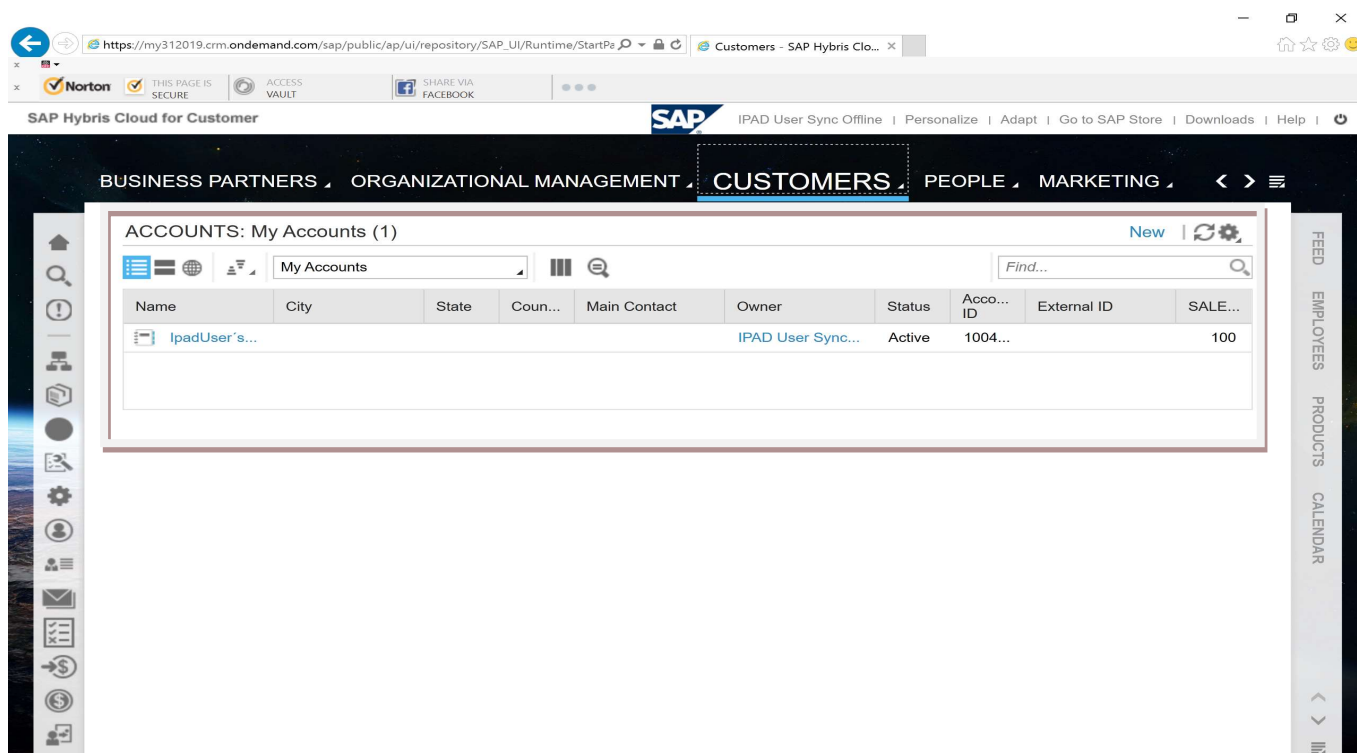 https://my312019.crm.ondemand.com/sap/public/ap/ui/repository/SAP_UI/Runtime/StartPa
Customers - SAP Hybris Clo...
Norton
THIS PAGE IS SECURE
ACCESS VAULT
SHARE VIA FACEBOOK
SAP Hybris Cloud for Customer
SAP
IPAD User Sync Offline | Personalize | Adapt | Go to SAP Store | Downloads | Help |
BUSINESS PARTNERS ORGANIZATIONAL MANAGEMENT CUSTOMERS PEOPLE MARKETING
ACCOUNTS: My Accounts (1)
New
My Accounts
Find...
Name City State Coun... Main Contact Owner Status Acco... ID External ID SALE...
IpadUser´s... IPAD User Sync... Active 1004... 100
FEED
EMPLOYEES
PRODUCTS
CALENDAR